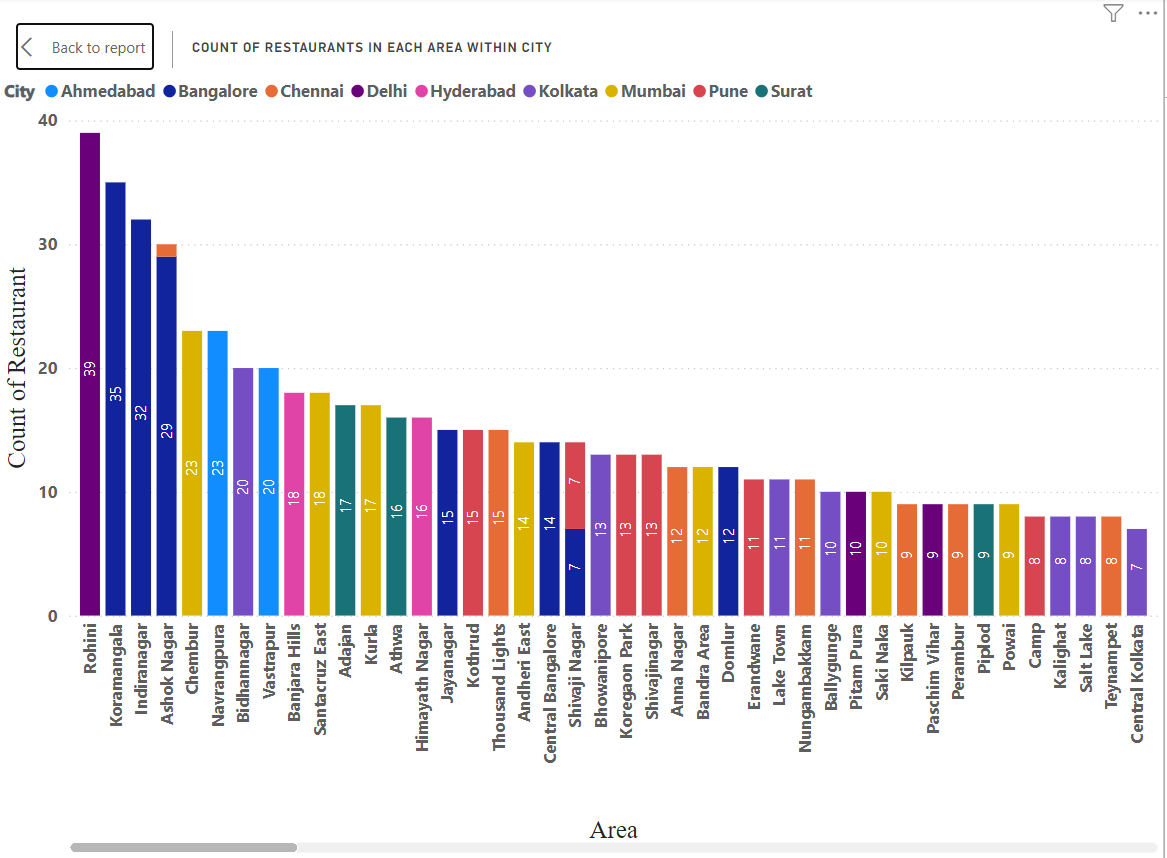 Back to report
COUNT OF RESTAURANTS IN EACH AREA WITHIN CITY
City Ahmedabad Bangalore Chennai Delhi Hyderabad Kolkata Mumbai Pune Surat
Count of Restaurant
40
30
20
10
0
39
35
32
29
23
23
20
20
18
18
17
17
16
16
15
15
15
14
14
7
7
13
13
13
12
12
12
11
11
11
10
10
10
9
9
9
9
9
8
8
8
8
7
Rohini
Koramangala
Indiranagar
Ashok Nagar
Chembur
Navrangpura
Bidhannagar
Vastrapur
Banjara Hills
Santacruz East
Adajan
Kurla
Athwa
Himayath Nagar
Jayanagar
Kothrud
Thousand Lights
Andheri East
Central Bangalore
Shivaji Nagar
Bhowanipore
Koregaon Park
Shivajinagar
Anna Nagar
Bandra Area
Domlur
Erandwane
Lake Town
Nungambakkam
Ballygunge
Pitam Pura
Saki Naka
Kilpauk
Paschim Vihar
Perambur
Piplod
Powai
Camp
Kalighat
Salt Lake
Teynampet
Central Kolkata
Area